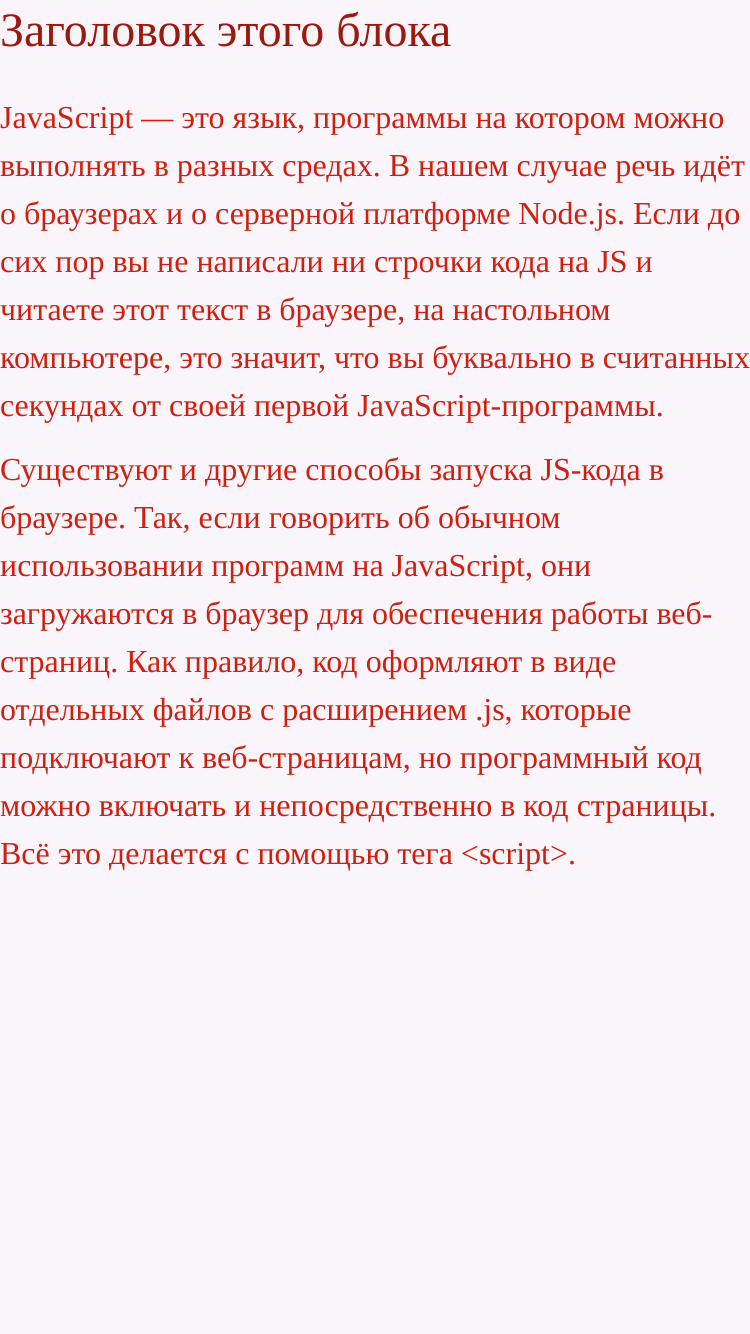 Заголовок этого блока
JavaScript — это язык, программы на котором можно
выполнять в разных средах. В нашем случае речь идёт
о браузерах и о серверной платформе Node.js. Если до
сих пор вы не написали ни строчки кода на JS и
читаете этот текст в браузере, на настольном
компьютере, это значит, что вы буквально в считанных
секундах от своей первой JavaScript-программы.
Существуют и другие способы запуска JS-кода в
браузере. Так, если говорить об обычном
использовании программ на JavaScript, они
загружаются в браузер для обеспечения работы веб-
страниц. Как правило, код оформляют в виде
отдельных файлов с расширением .js, которые
подключают к веб-страницам, но программный код
можно включать и непосредственно в код страницы.
Всё это делается с помощью тега <script>.